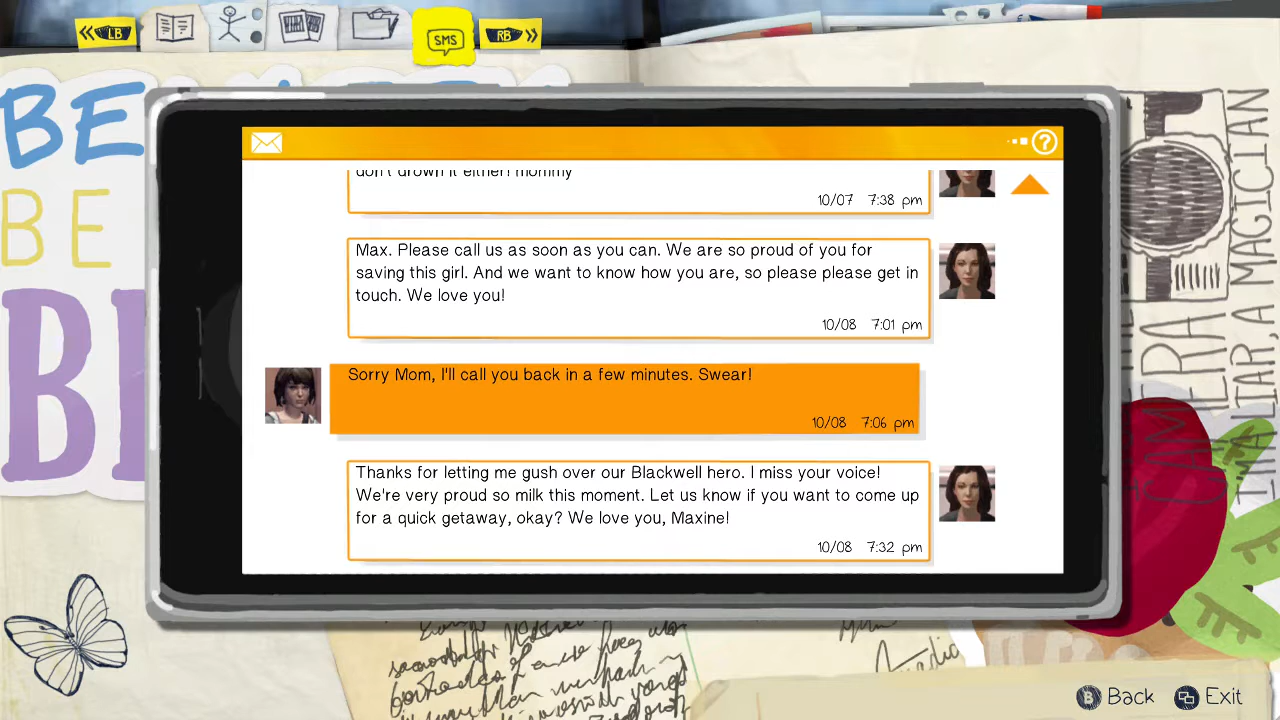 LB
SMS
RB
don't drown it either! mommy
10/07 7:38 pm
Max. Please call us as soon as you can. We are so proud of you for
saving this girl. And we want to know how you are, so please please get in
touch. We love you!
10/08 7:01 pm
Sorry Mom, I'll call you back in a few minutes. Swear!
10/08 7:06 pm
Thanks for letting me gush over our Blackwell hero. I miss your voice!
We're very proud so milk this moment. Let us know if you want to come up
for a quick getaway, okay? We love you, Maxine!
10/08 7:32 pm
BE
BE
CAMERA
I'M A LIAR, A MAGICIAN
B Back
Exit